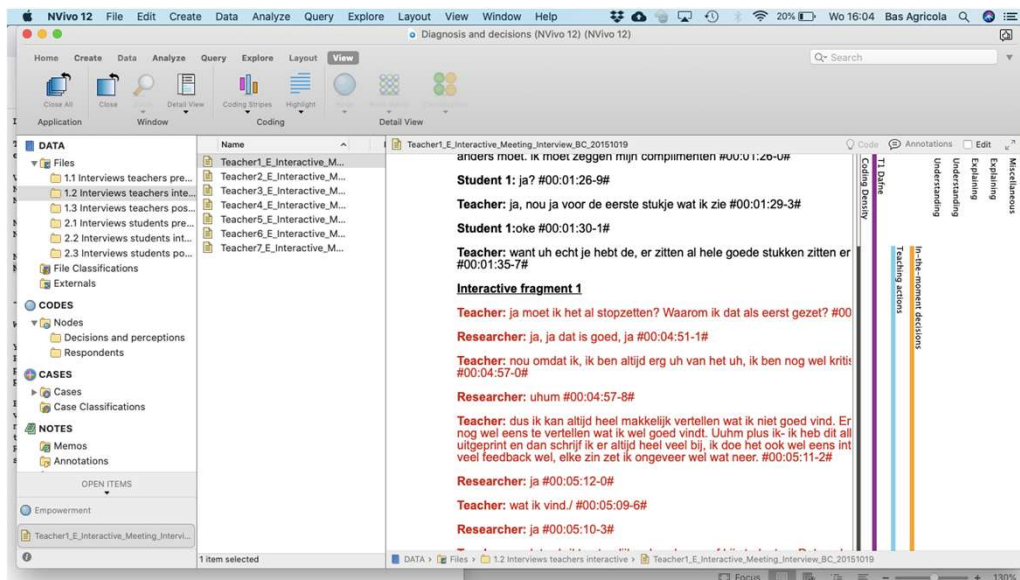 NVivo 12 File Edit Create Data Analyze Query Explore Layout View Window Help 20% Wo 16:04 Bas Agricola
Diagnosis and decisions (NVivo 12) (NVivo 12)
Home Create Data Analyze Query Explore Layout View Search
Close All Close Detail View Coding Stripes Highlight
Application Window Coding Detail View
DATA
Files
1.1 Interviews teachers pre...
1.2 Interviews teachers inte...
1.3 Interviews teachers pos...
2.1 Interviews students pre...
2.2 Interviews students int...
2.3 Interviews students po...
File Classifications
Externals
CODES
Nodes
Decisions and perceptions
Respondents
CASES
Cases
Case Classifications
NOTES
Memos
Annotations
OPEN ITEMS
Empowerment
Teacher1_E_Interactive_Meeting_Intervi...
Name
Teacher1_E_Interactive_M...
Teacher2_E_Interactive_M...
Teacher3_E_Interactive_M...
Teacher4_E_Interactive_M...
Teacher5_E_Interactive_M...
Teacher6_E_Interactive_M...
Teacher7_E_Interactive_M...
1 item selected
Teacher1_E_Interactive_Meeting_Interview_BC_20151019 Code Annotations Edit
anders moet. ik moet zeggen mijn complimenten #00:01:26-0#
Student 1: ja? #00:01:26-9#
Teacher: ja, nou ja voor de eerste stukje wat ik zie #00:01:29-3#
Student 1:oke #00:01:30-1#
Teacher: want uh echt je hebt de, er zitten al hele goede stukken zitten er
#00:01:35-7#
Interactive fragment 1
Teacher: ja moet ik het al stopzetten? Waarom ik dat als eerst gezet? #00
Researcher: ja, ja dat is goed, ja #00:04:51-1#
Teacher: nou omdat ik, ik ben altijd erg uh van het uh, ik ben nog wel kritis
#00:04:57-0#
Researcher: uhum #00:04:57-8#
Teacher: dus ik kan altijd heel makkelijk vertellen wat ik niet goed vind. Er
nog wel eens te vertellen wat ik wel goed vindt. Uuhm plus ik- ik heb dit all
uitgeprint en dan schrijf ik er altijd heel veel bij, ik doe het ook wel eens int
veel feedback wel, elke zin zet ik ongeveer wel wat neer. #00:05:11-2#
Researcher: ja #00:05:12-0#
Teacher: wat ik vind./ #00:05:09-6#
Researcher: ja #00:05:10-3#
DATA Files 1.2 Interviews teachers interactive Teacher1_E_Interactive_Meeting_Interview_BC_20151019
Coding Density
T1 Dafne
Teaching actions
In-the-moment decisions
Understanding
Understanding
Explaining
Explaining
Miscellaneous
Focus 130%